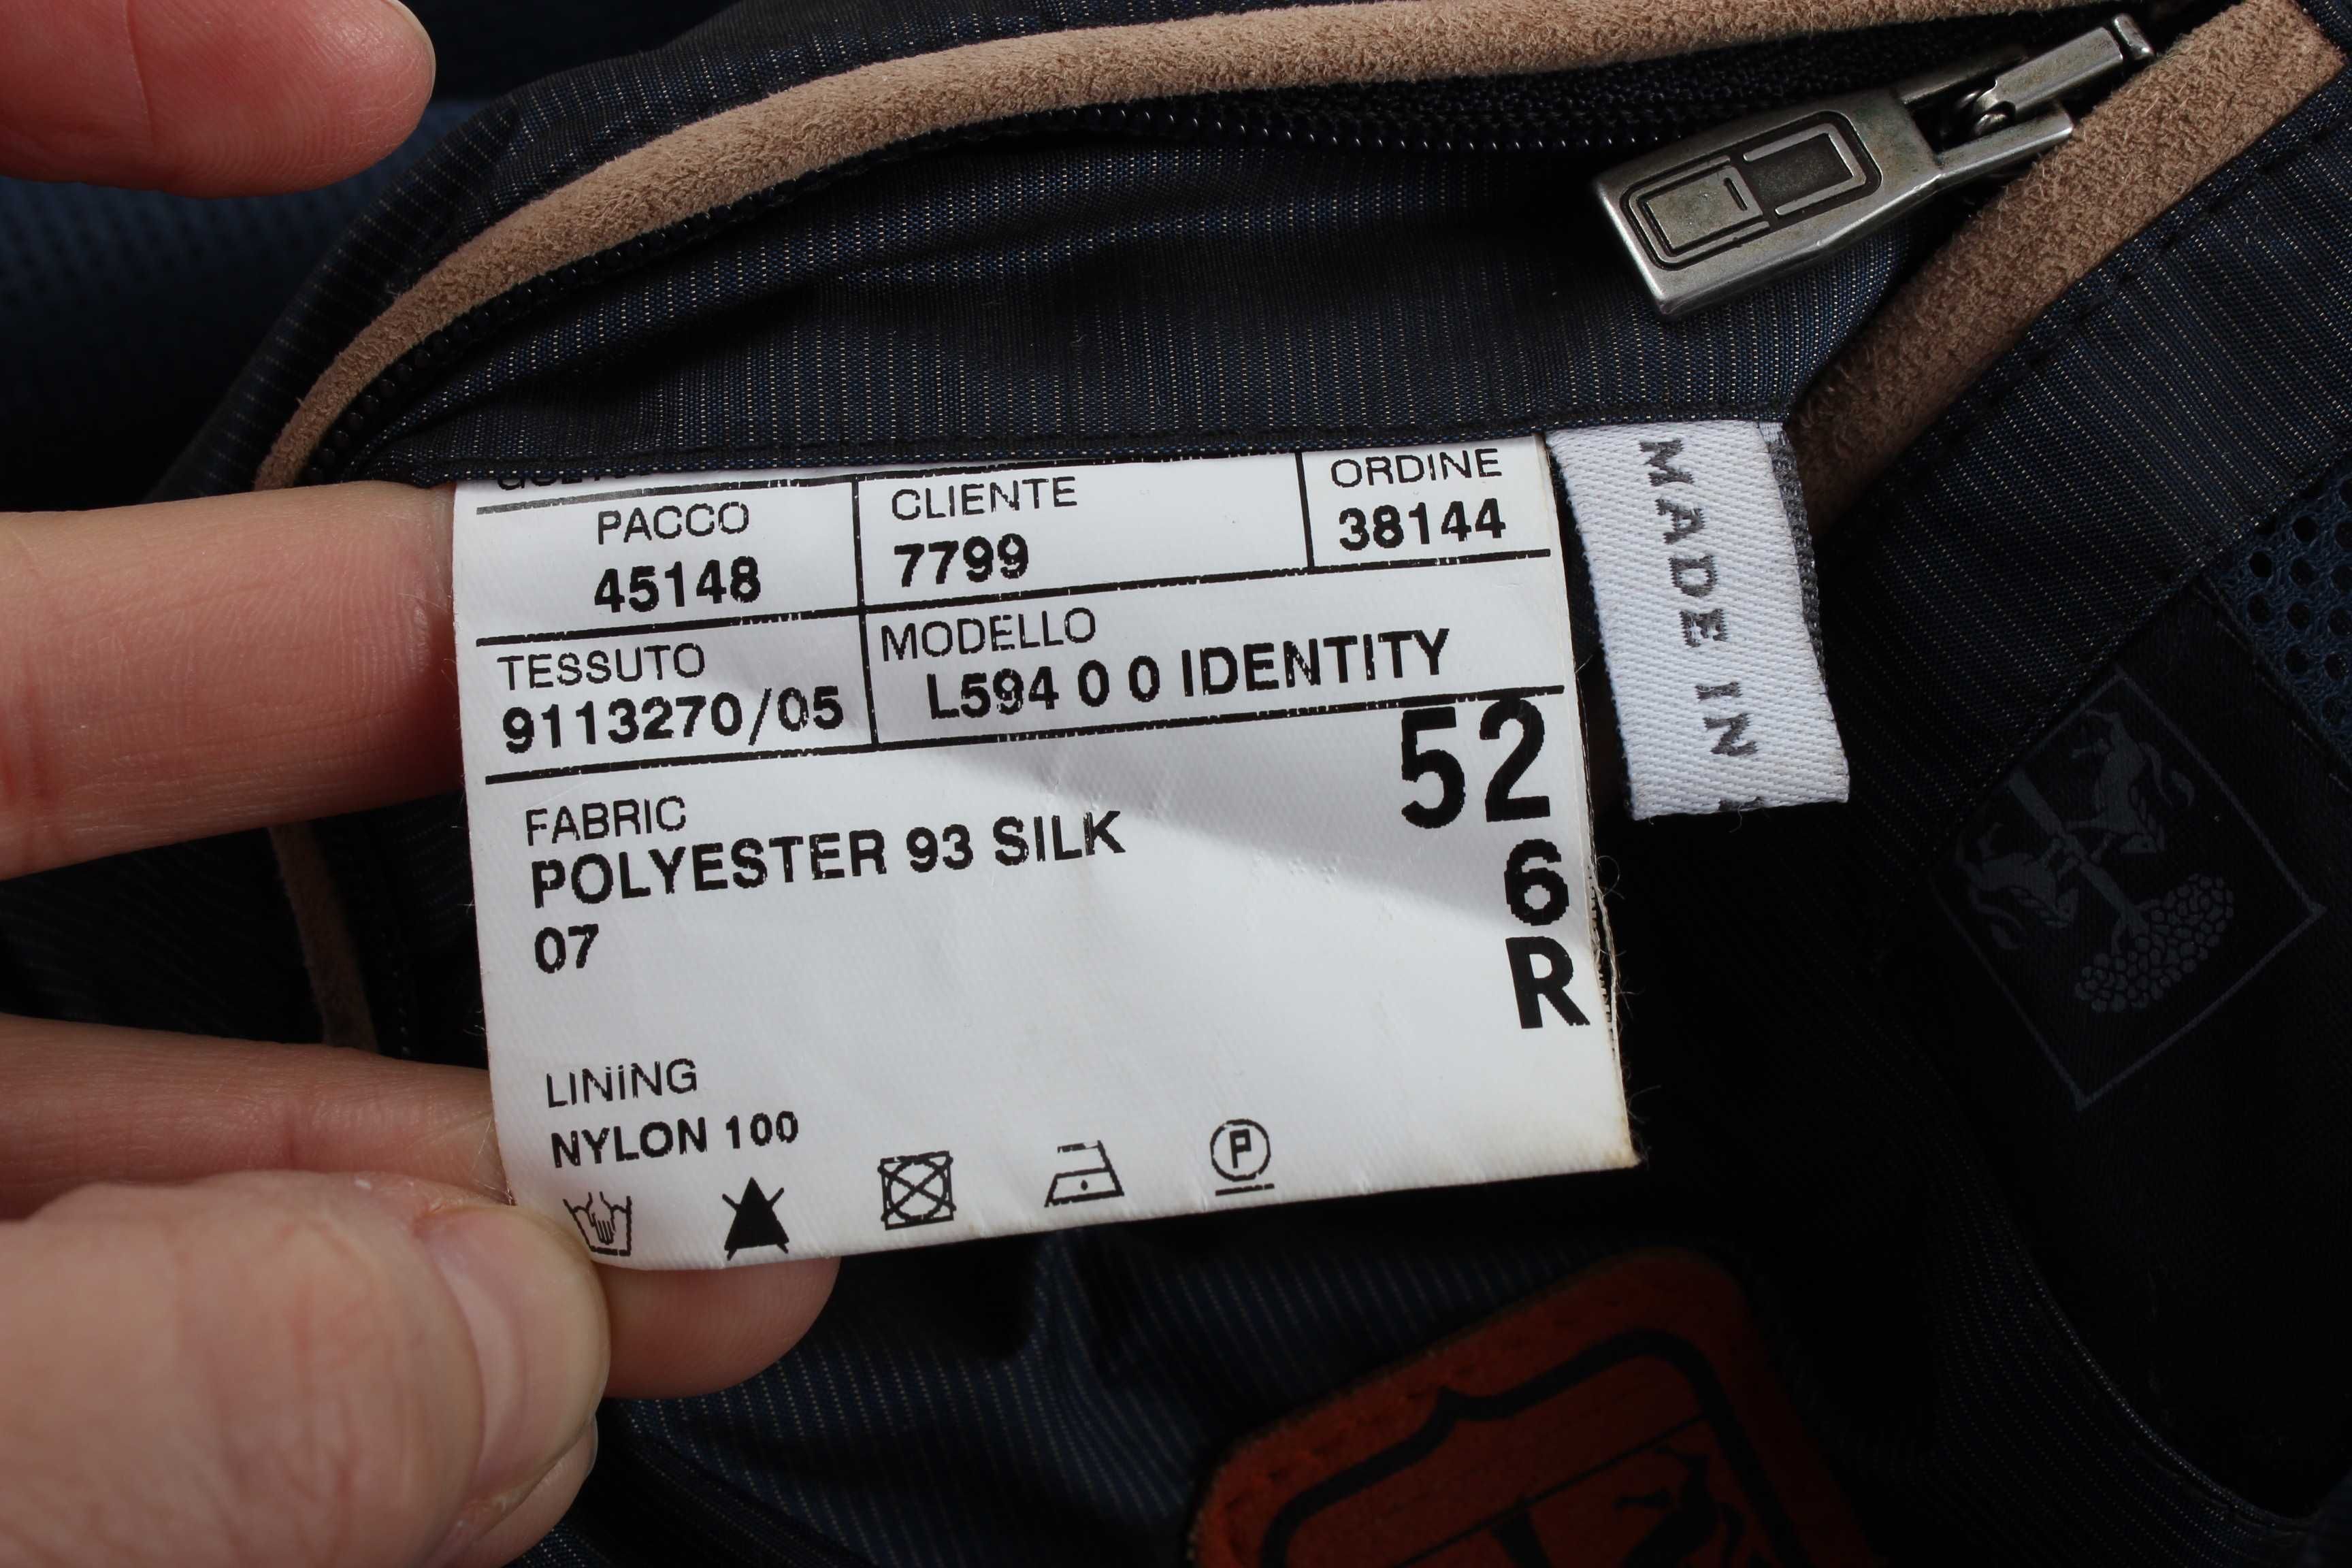 PACCO
45148
CLIENTE
7799
ORDINE
38144
TESSUTO
9113270/05
MODELLO
L594 0 0 IDENTITY
52
6
R
FABRIC
POLYESTER 93 SILK
07
LINING
NYLON 100
P
MADE IN